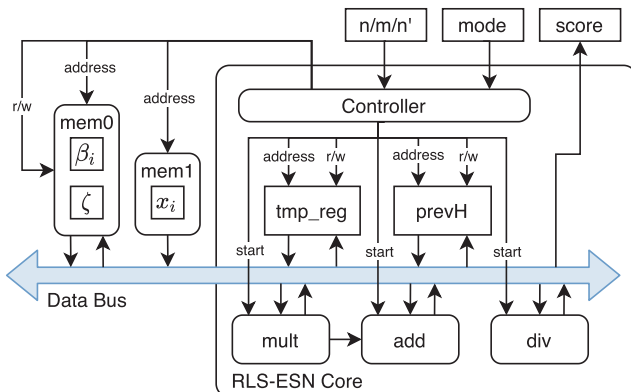 n/m/n'
mode
score
address
r/w
address
Controller
mem0
βᵢ
ζ
mem1
xᵢ
address
r/w
address
r/w
tmp_reg
prevH
start
start
start
Data Bus
mult
add
div
RLS-ESN Core